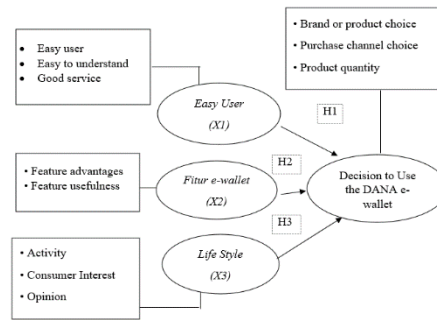 • Easy user
• Easy to understand
• Good service
• Brand or product choice
• Purchase channel choice
• Product quantity
Easy User
(X1)
H1
• Feature advantages
• Feature usefulness
Fitur e-wallet
(X2)
H2
Decision to Use
the DANA e-
wallet
H3
• Activity
• Consumer Interest
• Opinion
Life Style
(X3)